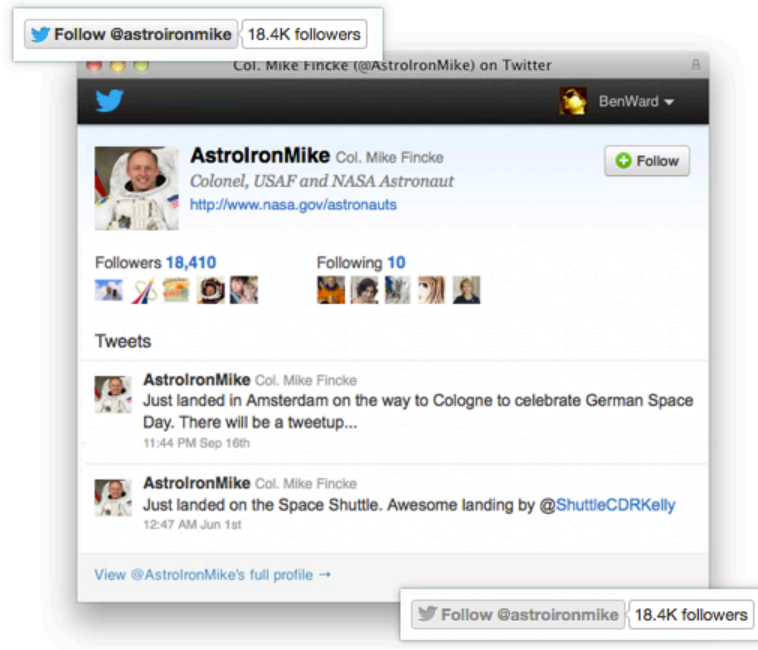 Follow @astroironmike 18.4K followers
Col. Mike Fincke (@AstroIronMike) on Twitter
BenWard
AstroIronMike Col. Mike Fincke
Follow
Colonel, USAF and NASA Astronaut
http://www.nasa.gov/astronauts
Followers 18,410 Following 10
Tweets
AstroIronMike Col. Mike Fincke
Just landed in Amsterdam on the way to Cologne to celebrate German Space
Day. There will be a tweetup...
11:44 PM Sep 16th
AstroIronMike Col. Mike Fincke
Just landed on the Space Shuttle. Awesome landing by @ShuttleCDRKelly
12:47 AM Jun 1st
View @AstroIronMike's full profile →
Follow @astroironmike 18.4K followers